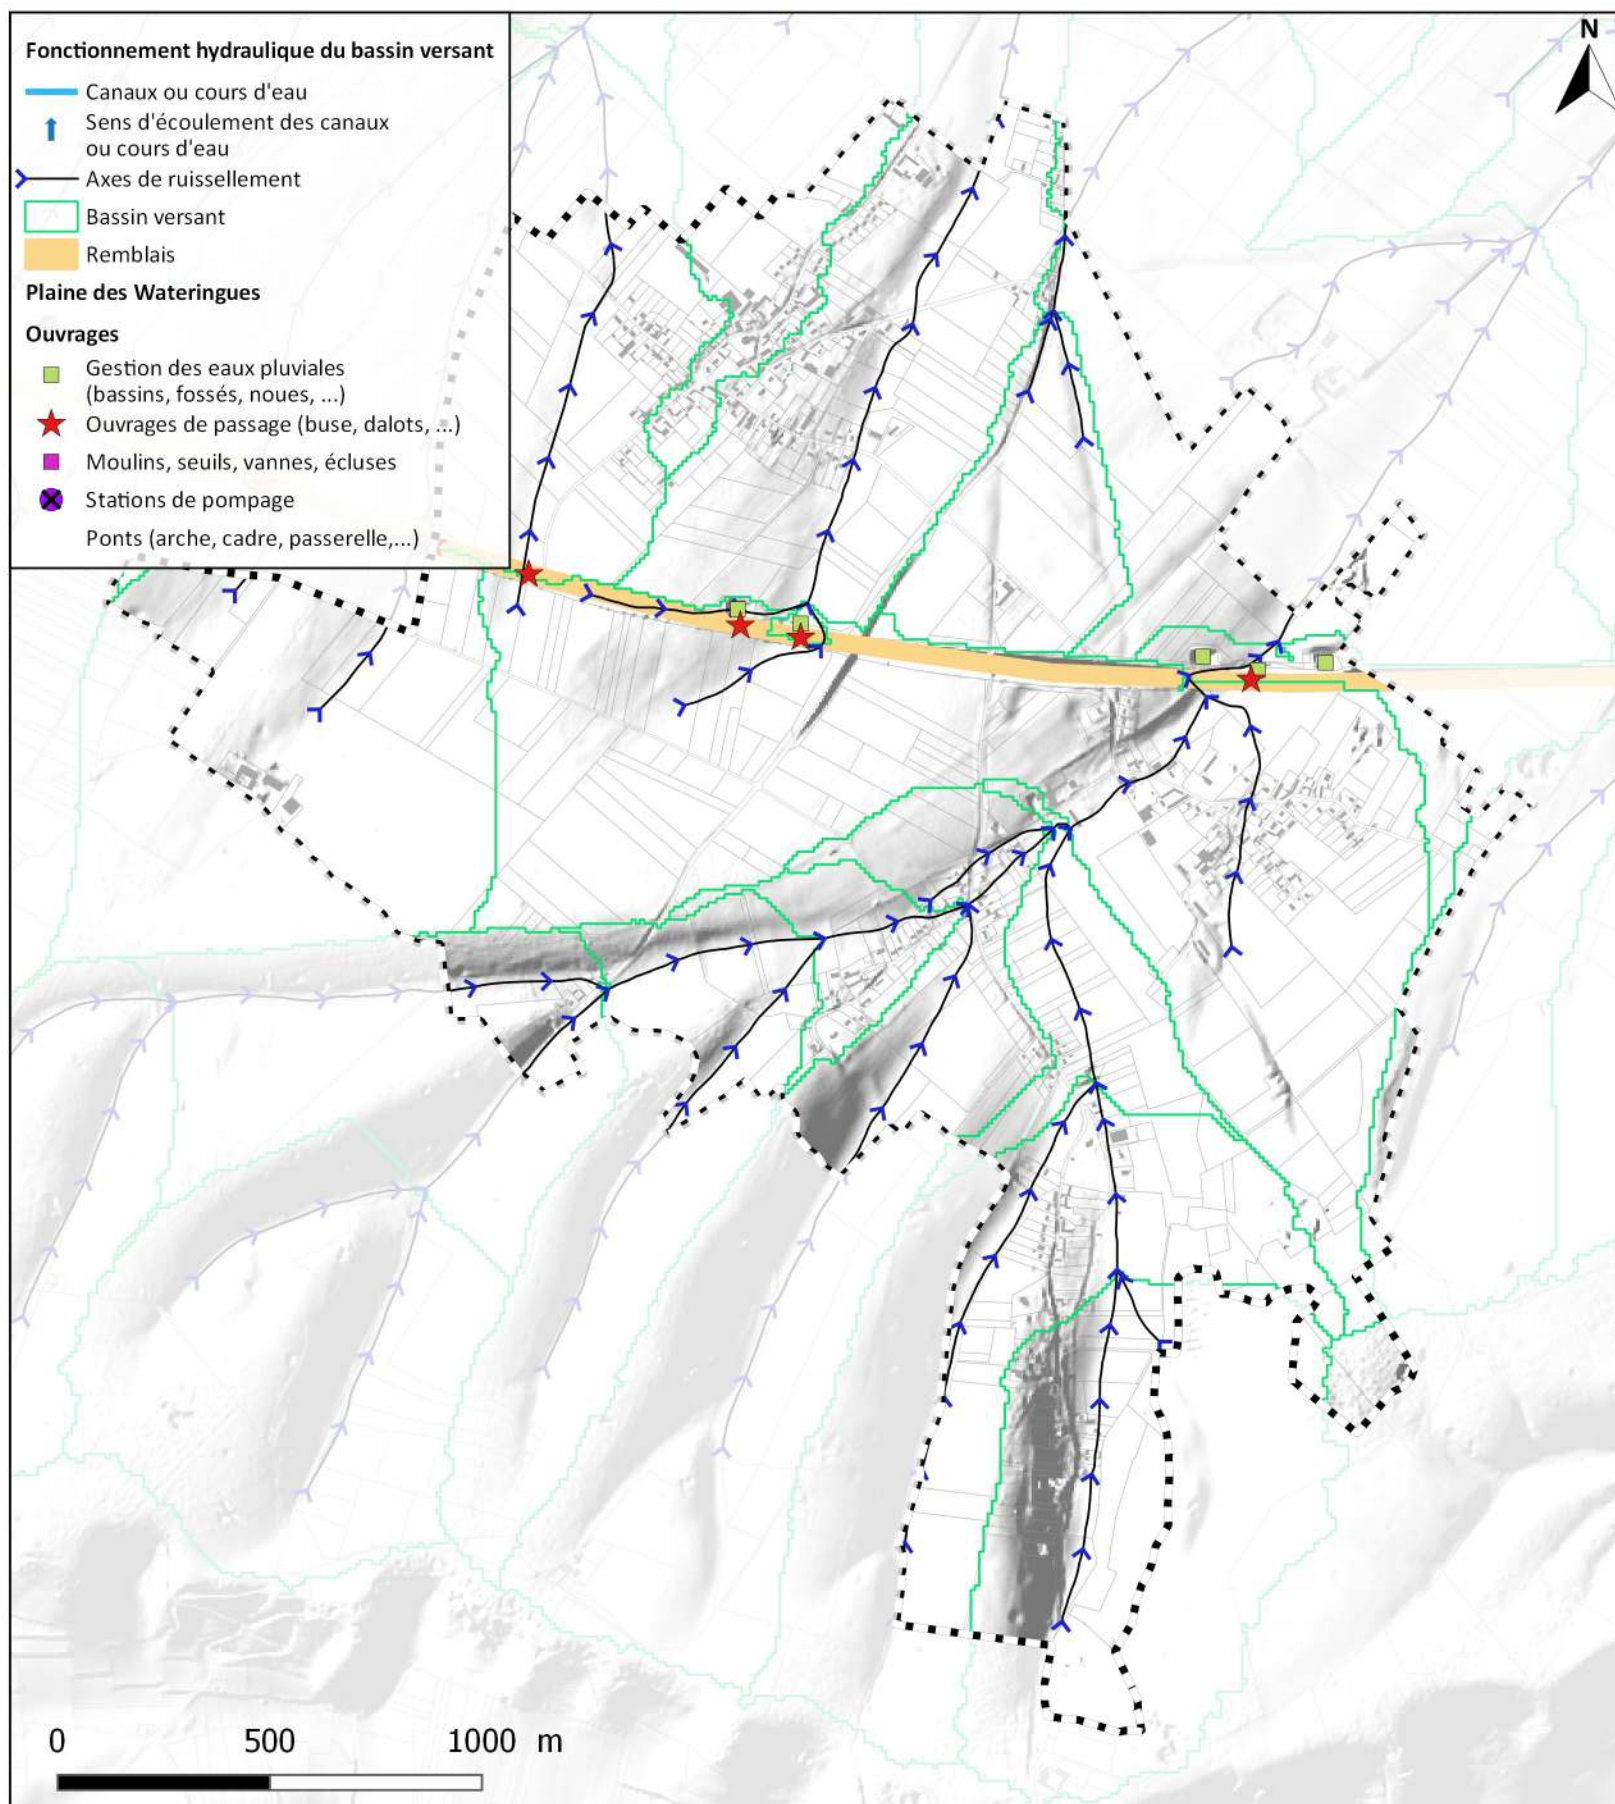 Fonctionnement hydraulique du bassin versant
Canaux ou cours d'eau
Sens d'écoulement des canaux
ou cours d'eau
Axes de ruissellement
Bassin versant
Remblais
Plaine des Wateringues
Ouvrages
Gestion des eaux pluviales
(bassins, fossés, noues, ...)
Ouvrages de passage (buse, dalots, ...)
Moulins, seuils, vannes, écluses
Stations de pompage
Ponts (arche, cadre, passerelle,...)
N
0 500 1000 m